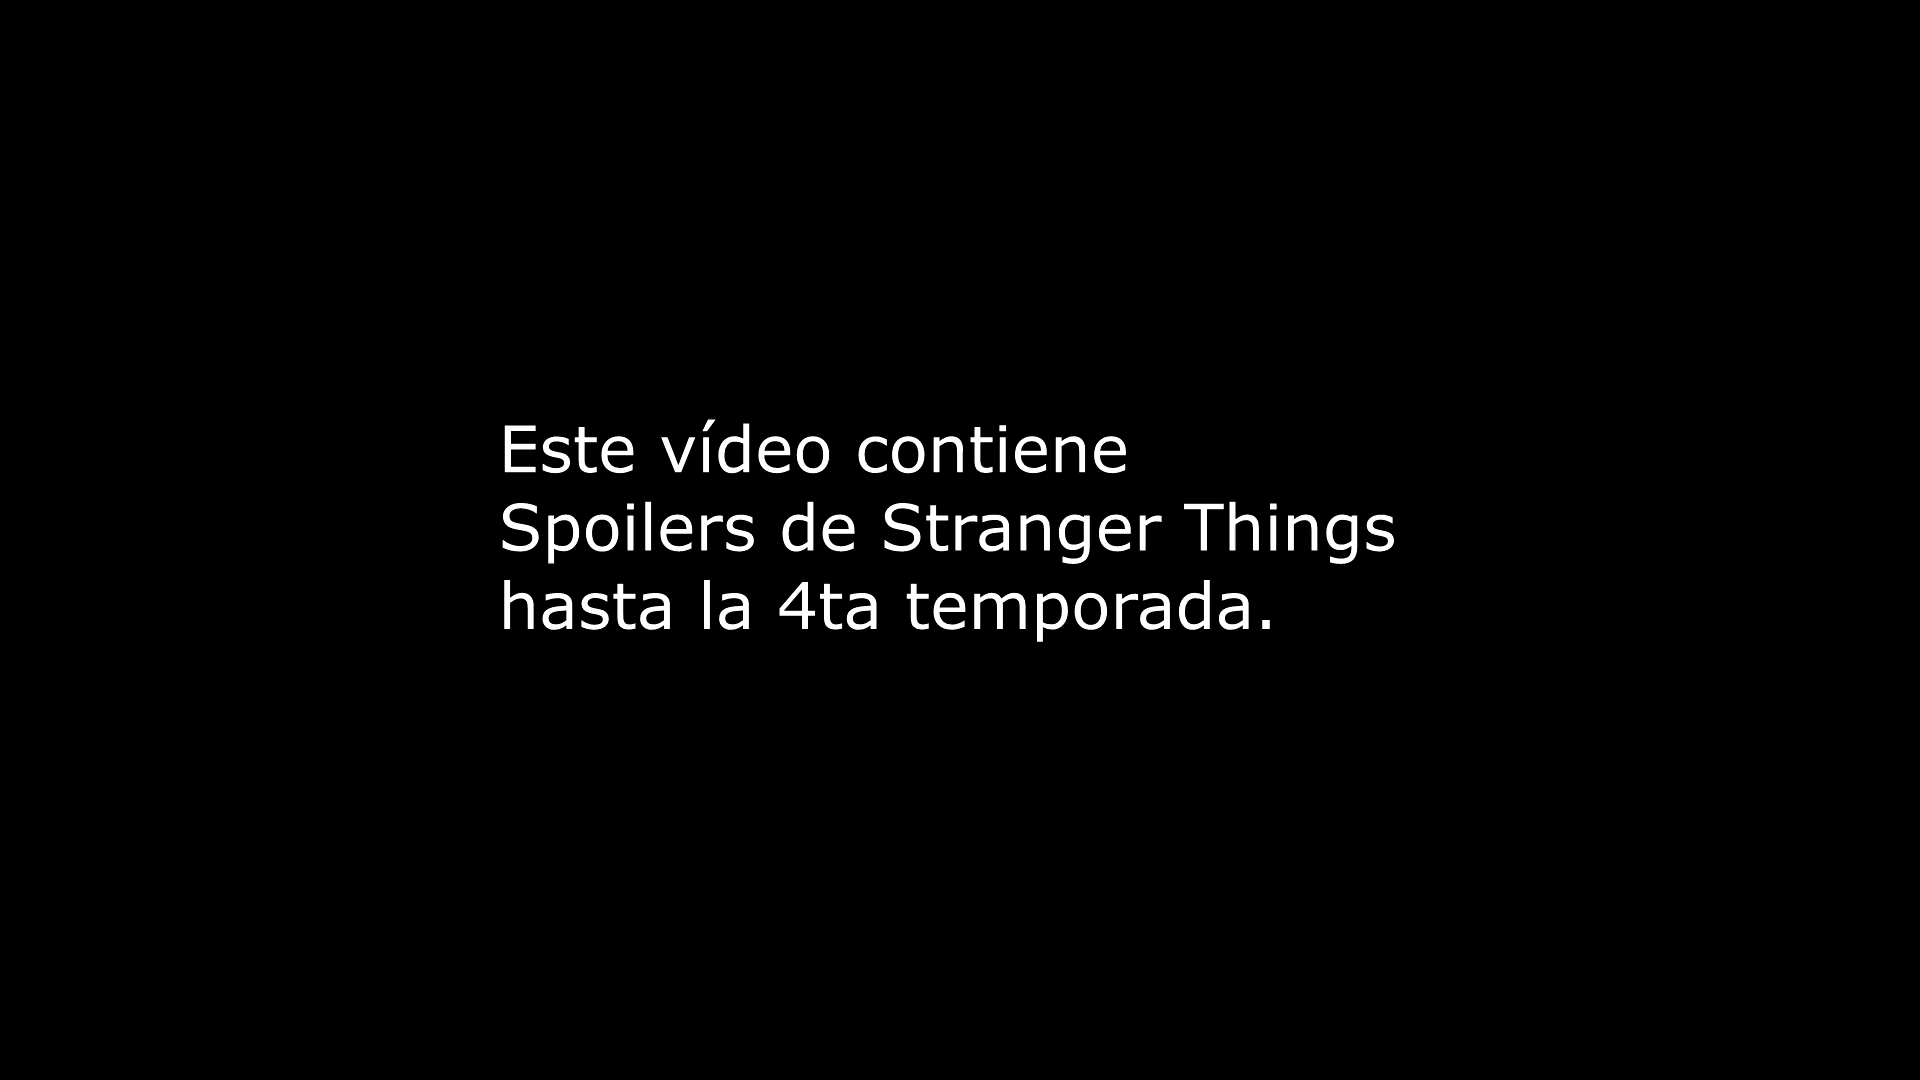 Este vídeo contiene
Spoilers de Stranger Things
hasta la 4ta temporada.